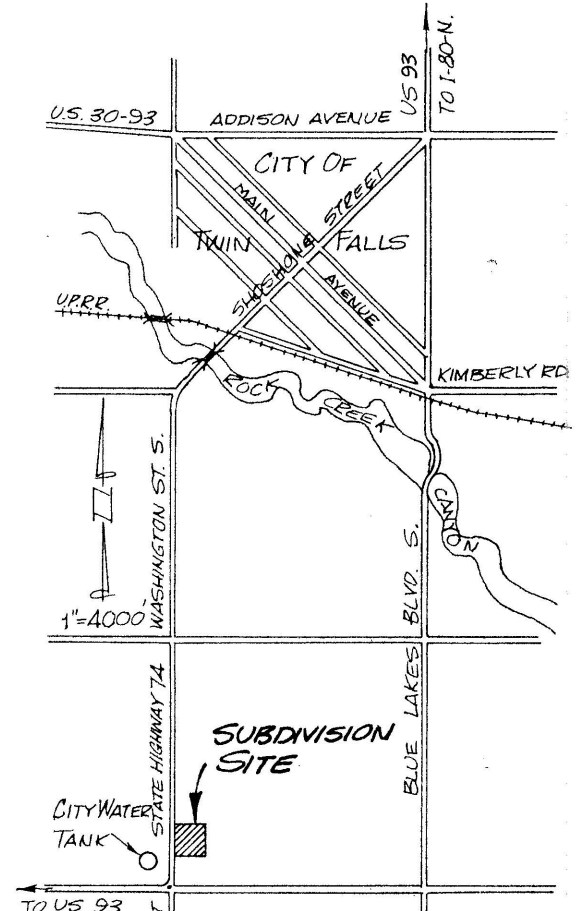 US 93
TO I-80-N.
U.S. 30-93
ADDISON AVENUE
CITY OF
TWIN FALLS
MAIN AVENUE
SHOSHONE STREET
U.P.R.R.
KIMBERLY RD
ROCK CREEK CANYON
WASHINGTON ST. S.
1"=4000'
BLUE LAKES BLVD. S.
STATE HIGHWAY 74
SUBDIVISION
SITE
CITY WATER
TANK
TO US 93